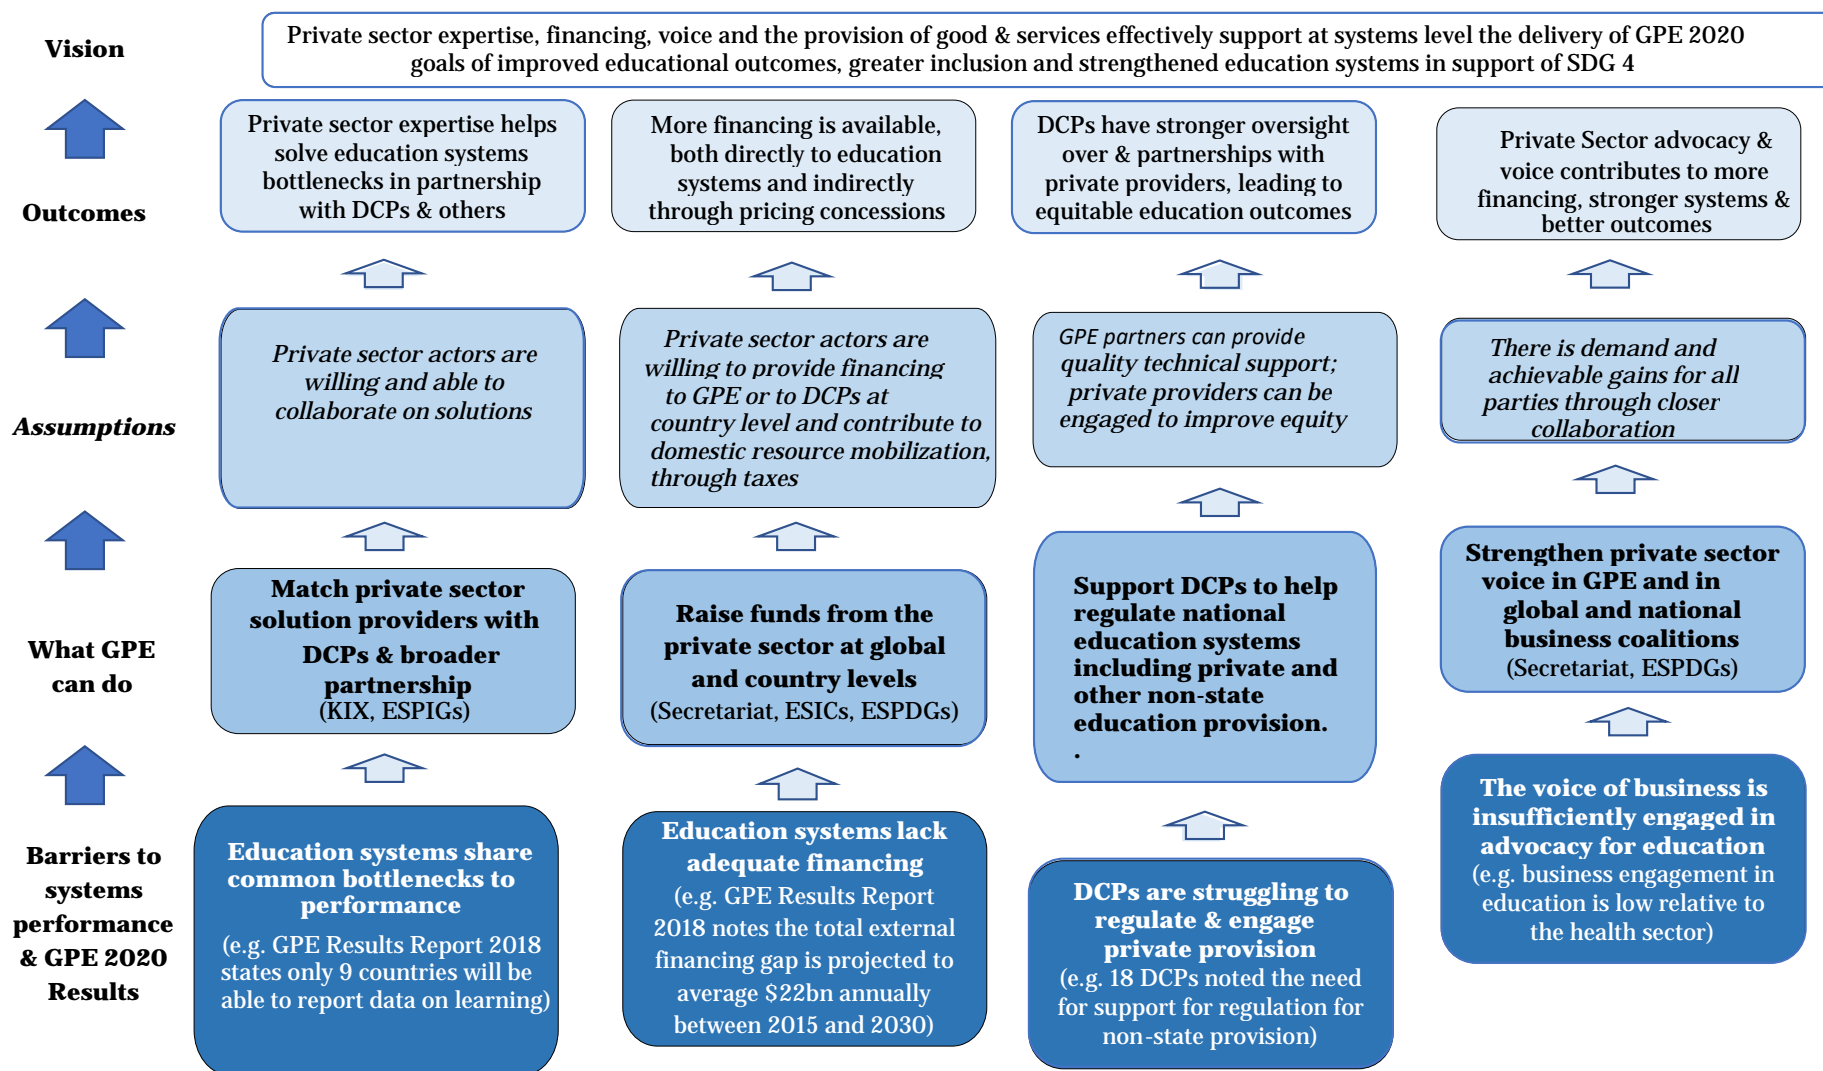 Vision
Private sector expertise, financing, voice and the provision of good & services effectively support at systems level the delivery of GPE 2020
goals of improved educational outcomes, greater inclusion and strengthened education systems in support of SDG 4
Outcomes
Private sector expertise helps
solve education systems
bottlenecks in partnership
with DCPs & others
More financing is available,
both directly to education
systems and indirectly
through pricing concessions
DCPs have stronger oversight
over & partnerships with
private providers, leading to
equitable education outcomes
Private Sector advocacy &
voice contributes to more
financing, stronger systems &
better outcomes
Assumptions
Private sector actors are
willing and able to
collaborate on solutions
Private sector actors are
willing to provide financing
to GPE or to DCPs at
country level and contribute to
domestic resource mobilization,
through taxes
GPE partners can provide
quality technical support;
private providers can be
engaged to improve equity
There is demand and
achievable gains for all
parties through closer
collaboration
What GPE
can do
Match private sector
solution providers with
DCPs & broader
partnership
(KIX, ESPIGs)
Raise funds from the
private sector at global
and country levels
(Secretariat, ESICs, ESPDGs)
Support DCPs to help
regulate national
education systems
including private and
other non-state
education provision.
.
Strengthen private sector
voice in GPE and in
global and national
business coalitions
(Secretariat, ESPDGs)
Barriers to
systems
performance
& GPE 2020
Results
Education systems share
common bottlenecks to
performance
(e.g. GPE Results Report 2018
states only 9 countries will be
able to report data on learning)
Education systems lack
adequate financing
(e.g. GPE Results Report
2018 notes the total external
financing gap is projected to
average $22bn annually
between 2015 and 2030)
DCPs are struggling to
regulate & engage
private provision
(e.g. 18 DCPs noted the need
for support for regulation for
non-state provision)
The voice of business is
insufficiently engaged in
advocacy for education
(e.g. business engagement in
education is low relative to
the health sector)